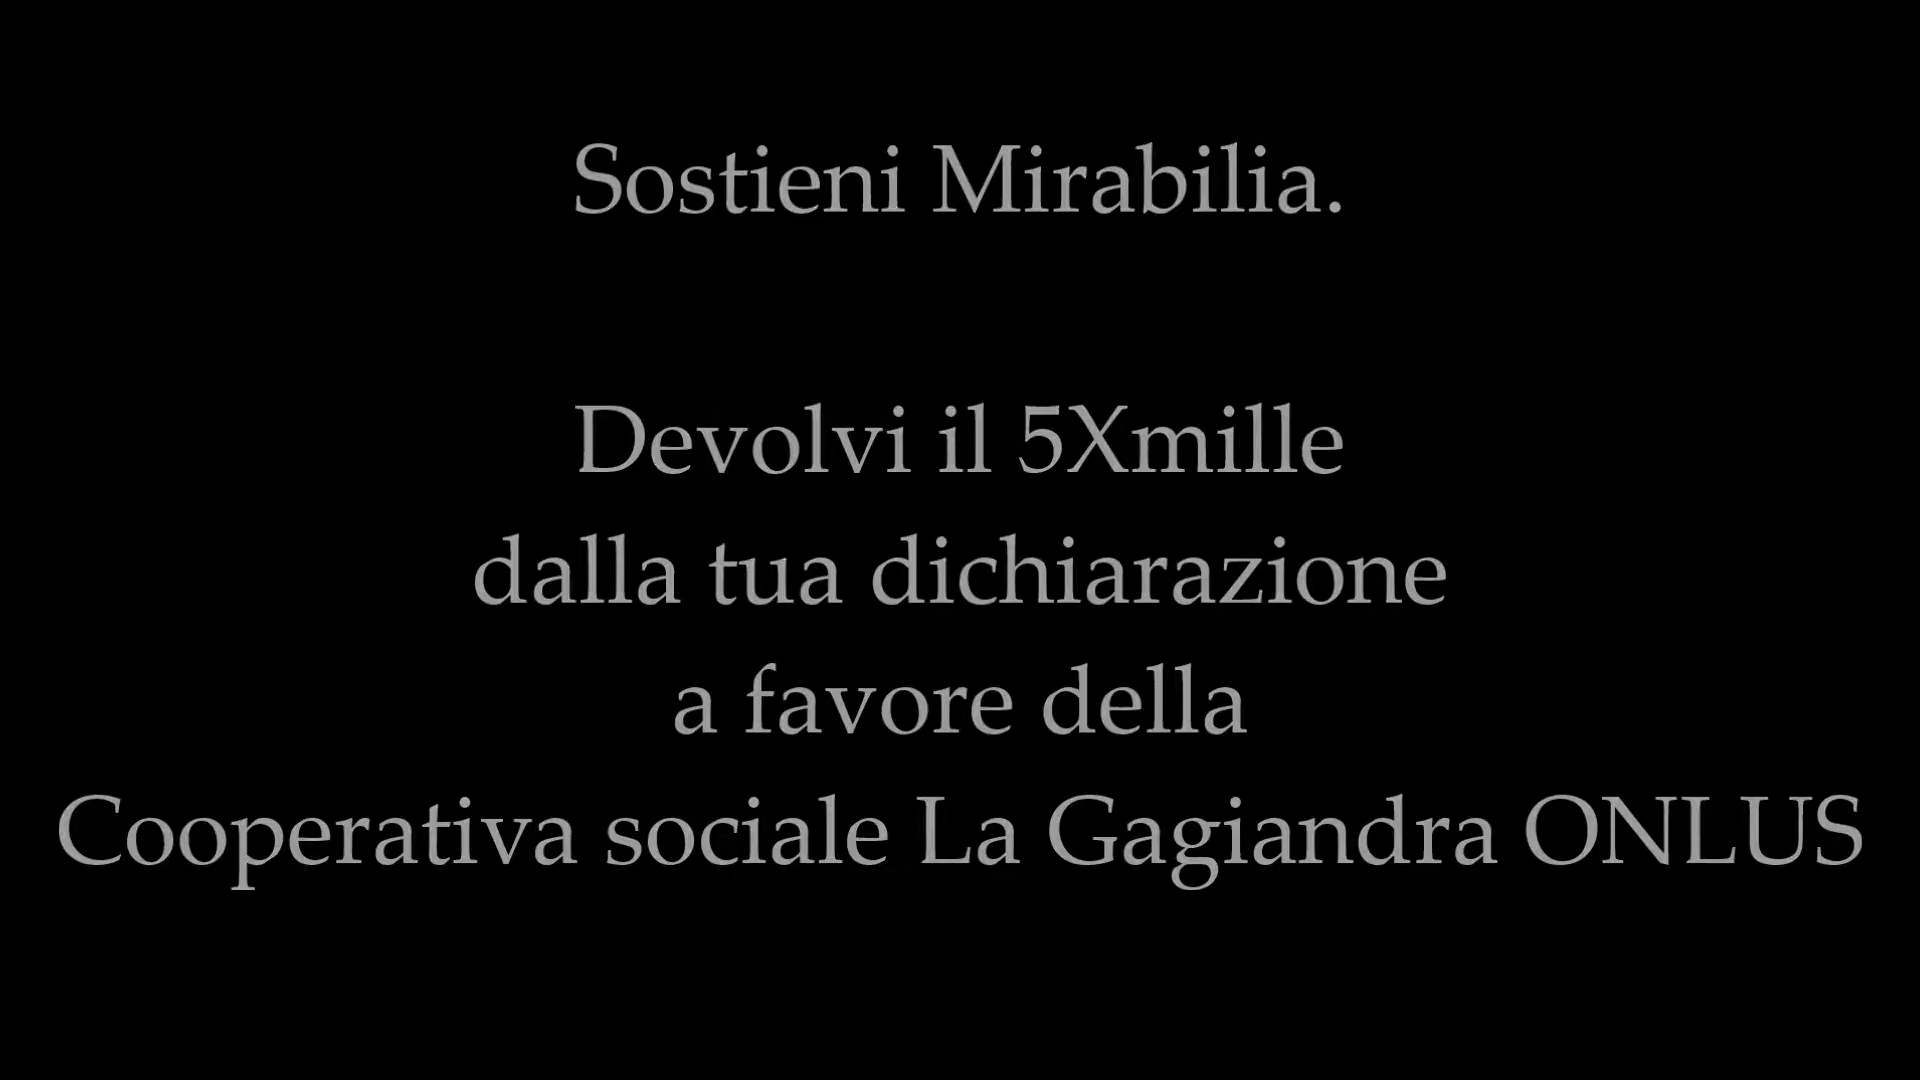 Sostieni Mirabilia.
Devolvi il 5Xmille
dalla tua dichiarazione
a favore della
Cooperativa sociale La Gagiandra ONLUS